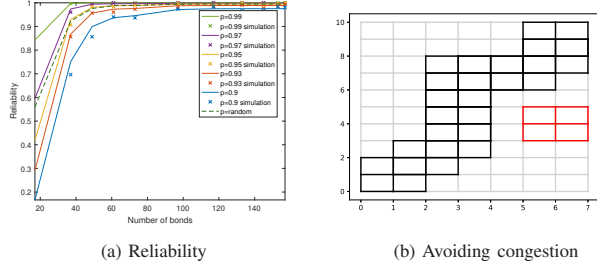 1
0.9
0.8
0.7
0.6
0.5
0.4
0.3
0.2
Reliability
20 40 60 80 100 120 140
Number of bonds
p=0.99
p=0.99 simulation
p=0.97
p=0.97 simulation
p=0.95
p=0.95 simulation
p=0.93
p=0.93 simulation
p=0.9
p=0.9 simulation
p=random
(a) Reliability
10
8
6
4
2
0
0 1 2 3 4 5 6 7
(b) Avoiding congestion